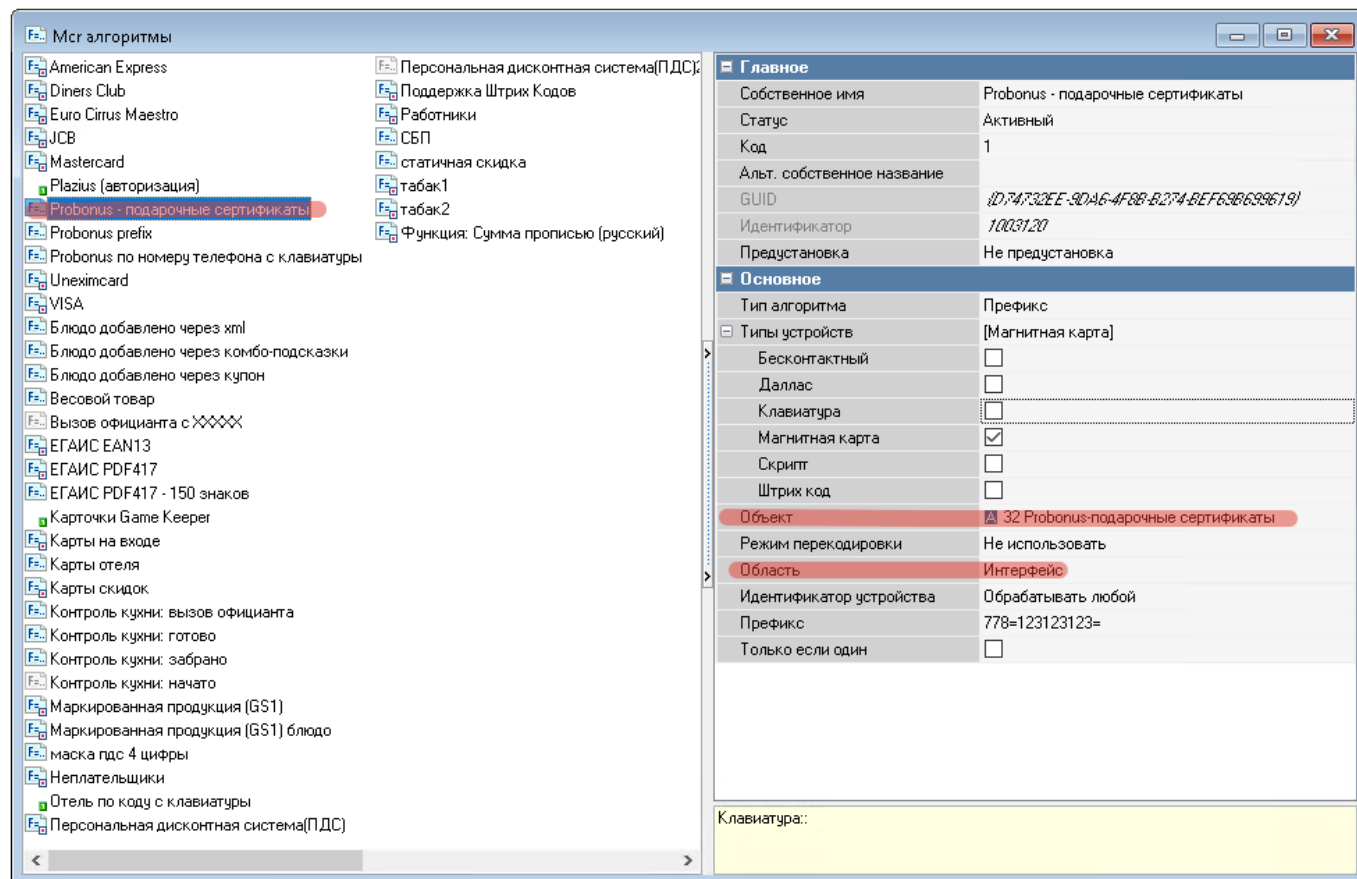 Mcr алгоритмы
American Express
Diners Club
Euro Cirrus Maestro
JCB
Mastercard
Plazius (авторизация)
Probonus - подарочные сертификаты
Probonus prefix
Probonus по номеру телефона с клавиатуры
Uneximcard
VISA
Блюдо добавлено через xml
Блюдо добавлено через комбо-подсказки
Блюдо добавлено через купон
Весовой товар
Вызов официанта с XXXXX
ЕГАИС EAN13
ЕГАИС PDF417
ЕГАИС PDF417 - 150 знаков
Карточки Game Keeper
Карты на входе
Карты отеля
Карты скидок
Контроль кухни: вызов официанта
Контроль кухни: готово
Контроль кухни: забрано
Контроль кухни: начато
Маркированная продукция (GS1)
Маркированная продукция (GS1) блюдо
маска пдс 4 цифры
Неплательщики
Отель по коду с клавиатуры
Персональная дисконтная система(ПДС)
Персональная дисконтная система(ПДС)2
Поддержка Штрих Кодов
Работники
СБП
статичная скидка
табак1
табак2
Функция: Сумма прописью (русский)
Главное
Собственное имя Probonus - подарочные сертификаты
Статус Активный
Код 1
Альт. собственное название
GUID {D74732EE-9DA6-4F8B-B274-BEF69B699619}
Идентификатор 1003120
Предустановка Не предустановка
Основное
Тип алгоритма Префикс
Типы устройств [Магнитная карта]
Бесконтактный
Даллас
Клавиатура
Магнитная карта
Скрипт
Штрих код
Объект A 32 Probonus-подарочные сертификаты
Режим перекодировки Не использовать
Область Интерфейс
Идентификатор устройства Обрабатывать любой
Префикс 778=123123123=
Только если один
Клавиатура::